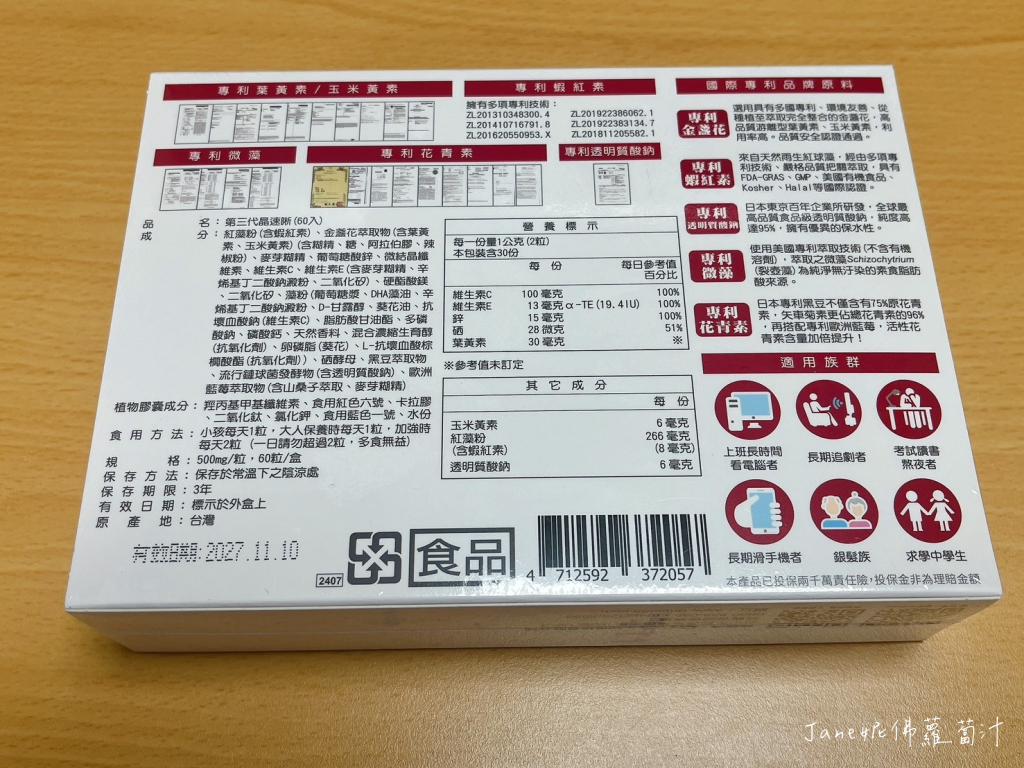 專利葉黃素/玉米黃素
專利蝦紅素
擁有多項專利技術:
ZL201310348300.4 ZL201922386062.1
ZL201410716791.8 ZL201922383134.7
ZL201620550953.X ZL201811205582.1
專利微藻
專利花青素
專利透明質酸鈉
品名:第三代晶速晰(60入)
成分:紅藻粉(含蝦紅素)、金盞花萃取物(含葉黃
素、玉米黃素)(含糊精、糖、阿拉伯膠、辣
椒粉)、麥芽糊精、葡萄糖酸鋅、微結晶纖
維素、維生素C、維生素E(含麥芽糊精、辛
烯基丁二酸鈉澱粉、二氧化矽)、硬脂酸鎂
、二氧化矽、藻粉(葡萄糖漿、DHA藻油、辛
烯基丁二酸鈉澱粉、D-甘露醇、葵花油、抗
壞血酸鈉(維生素C)、脂肪酸甘油酯、多磷
酸鈉、磷酸鈣、天然香料、混合濃縮生育醇
(抗氧化劑)、卵磷脂(葵花)、L-抗壞血酸棕
櫚酸酯(抗氧化劑))、硒酵母、黑豆萃取物
、流行鏈球菌發酵物(含透明質酸鈉)、歐洲
藍莓萃取物(含山桑子萃取、麥芽糊精)
植物膠囊成分:羥丙基甲基纖維素、食用紅色六號、卡拉膠
、二氧化鈦、氯化鉀、食用藍色一號、水份
食用方法:小孩每天1粒,大人保養時每天1粒,加強時
每天2粒 (一日請勿超過2粒,多食無益)
規格:500mg/粒,60粒/盒
保存方法:保存於常溫下之陰涼處
保存期限:3年
有效日期:標示於外盒上
原產地:台灣
有效日期:2027.11.10
營養標示
每一份量1公克(2粒)
本包裝含30份
每份 每日參考值
百分比
維生素C 100毫克 100%
維生素E 13毫克 α-TE(19.4IU) 100%
鋅 15毫克 100%
硒 28微克 51%
葉黃素 30毫克 ※
※參考值未訂定
其它成分
每份
玉米黃素 6毫克
紅藻粉 266毫克
(含蝦紅素) (8毫克)
透明質酸鈉 6毫克
2407
食品
4 712592 372057
國際專利品牌原料
專利
金盞花
選用具有多國專利、環境友善、從
種植至萃取完全整合的金盞花,高
品質游離型葉黃素、玉米黃素,利
用率高。品質安全認證通過。
專利
蝦紅素
來自天然雨生紅球藻,經由多項專
利技術、嚴格品質把關萃取,具有
FDA-GRAS、GMP、美國有機食品、
Kosher、Halal等國際認證。
專利
透明質酸鈉
日本東京百年企業所研發,全球最
高品質食品級透明質酸鈉,純度高
達95%,擁有優異的保水性。
專利
微藻
使用美國專利萃取技術(不含有機
溶劑),萃取之微藻Schizochytrium
(裂壺藻)為純淨無汙染的素食脂肪
酸來源。
專利
花青素
日本專利黑豆不僅含有75%原花青
素,矢車菊素更佔總花青素的96%
,再搭配專利歐洲藍莓,活性花
青素含量加倍提升!
適用族群
上班長時間
看電腦者
長期追劇者
考試讀書
熬夜者
長期滑手機者
銀髮族
求學中學生
本產品已投保兩千萬責任險,投保金非為理賠金額
Janey尼佛蘿蔔汁